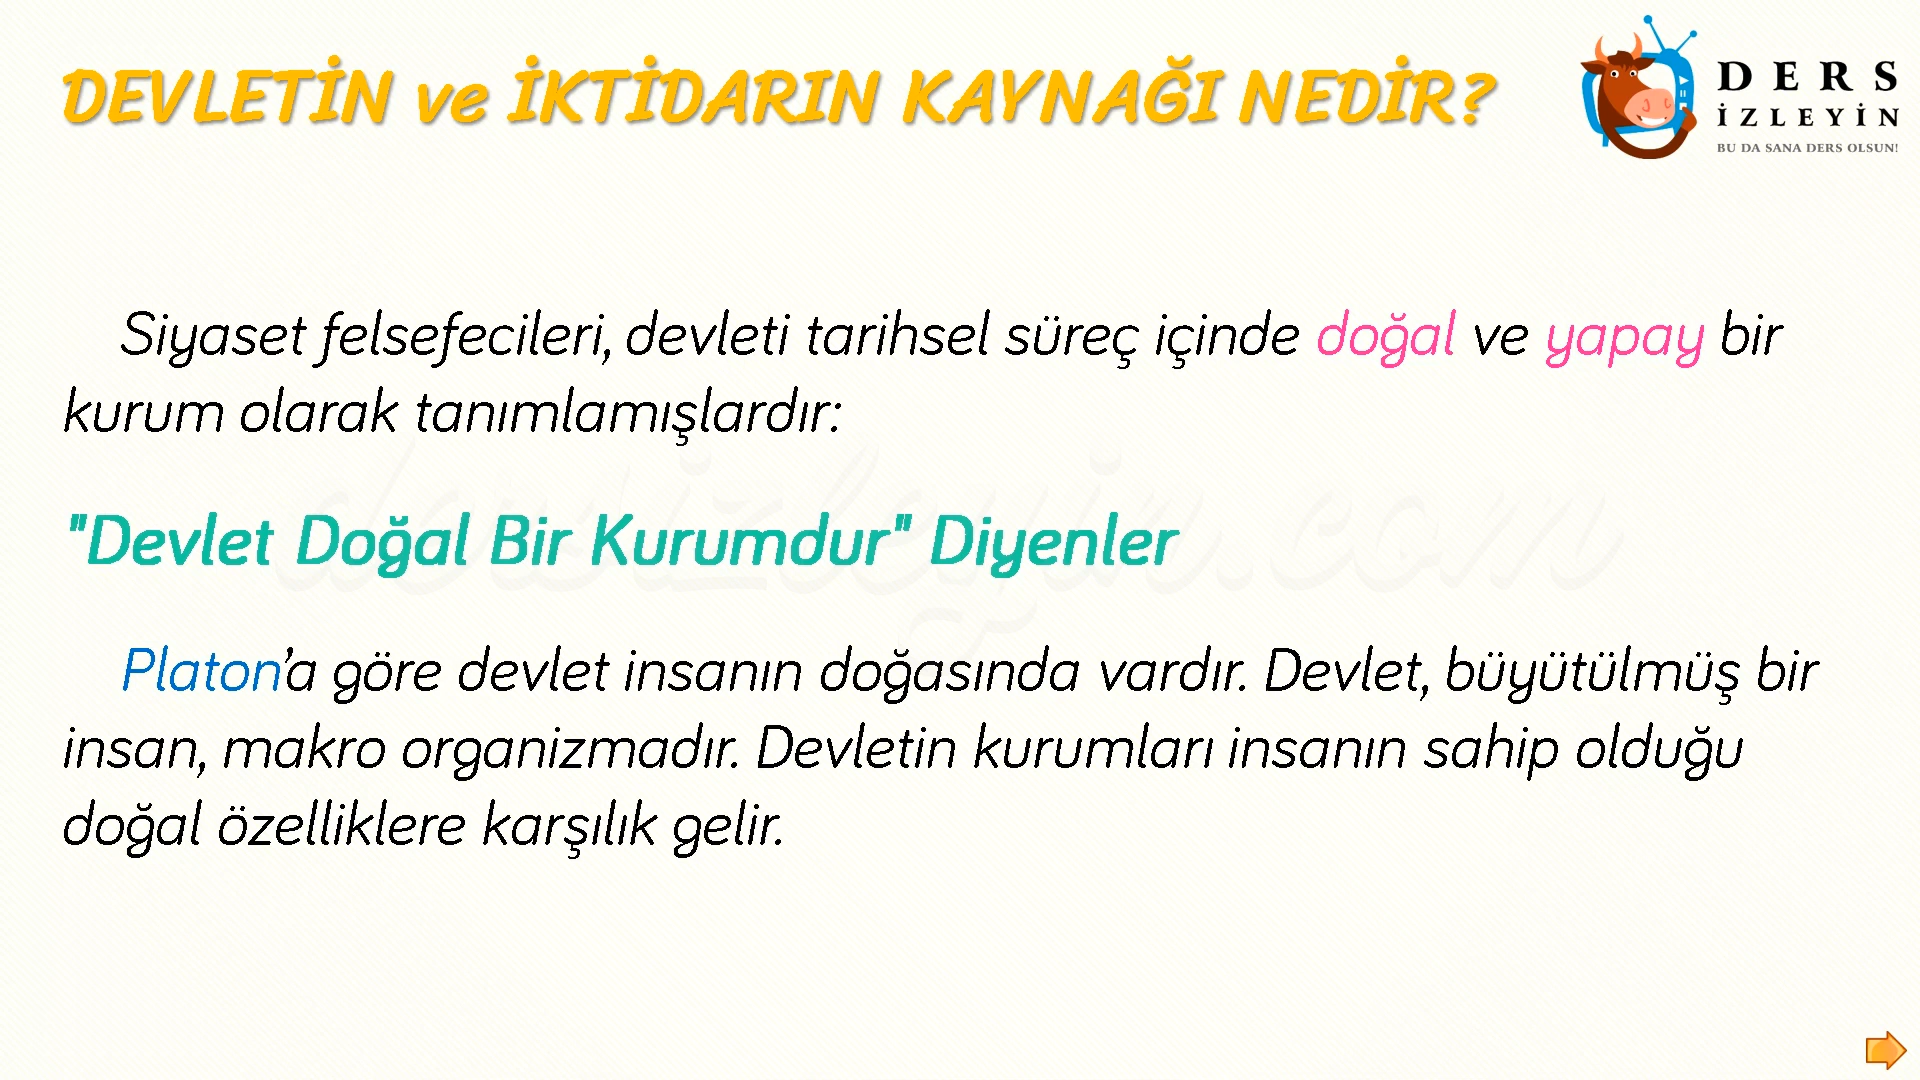 DEVLETİN ve İKTİDARIN KAYNAĞI NEDİR?
DERS
İZLEYİN
BU DA SANA DERS OLSUN!
Siyaset felsefecileri, devleti tarihsel süreç içinde doğal ve yapay bir
kurum olarak tanımlamışlardır:
dersizleyin.com
"Devlet Doğal Bir Kurumdur" Diyenler
Platon’a göre devlet insanın doğasında vardır. Devlet, büyütülmüş bir
insan, makro organizmadır. Devletin kurumları insanın sahip olduğu
doğal özelliklere karşılık gelir.